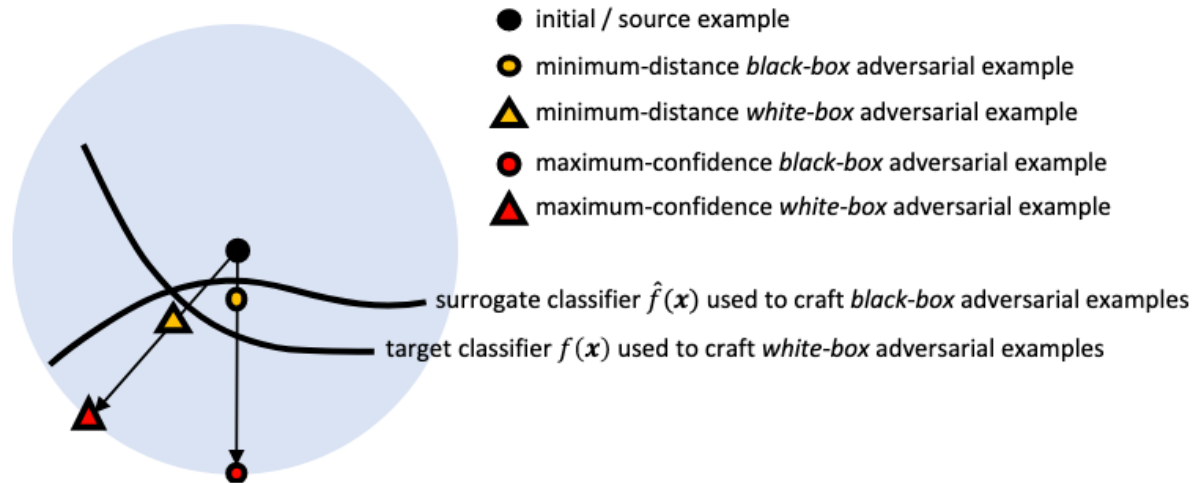 initial / source example
minimum-distance black-box adversarial example
minimum-distance white-box adversarial example
maximum-confidence black-box adversarial example
maximum-confidence white-box adversarial example
surrogate classifier f̂(x) used to craft black-box adversarial examples
target classifier f(x) used to craft white-box adversarial examples